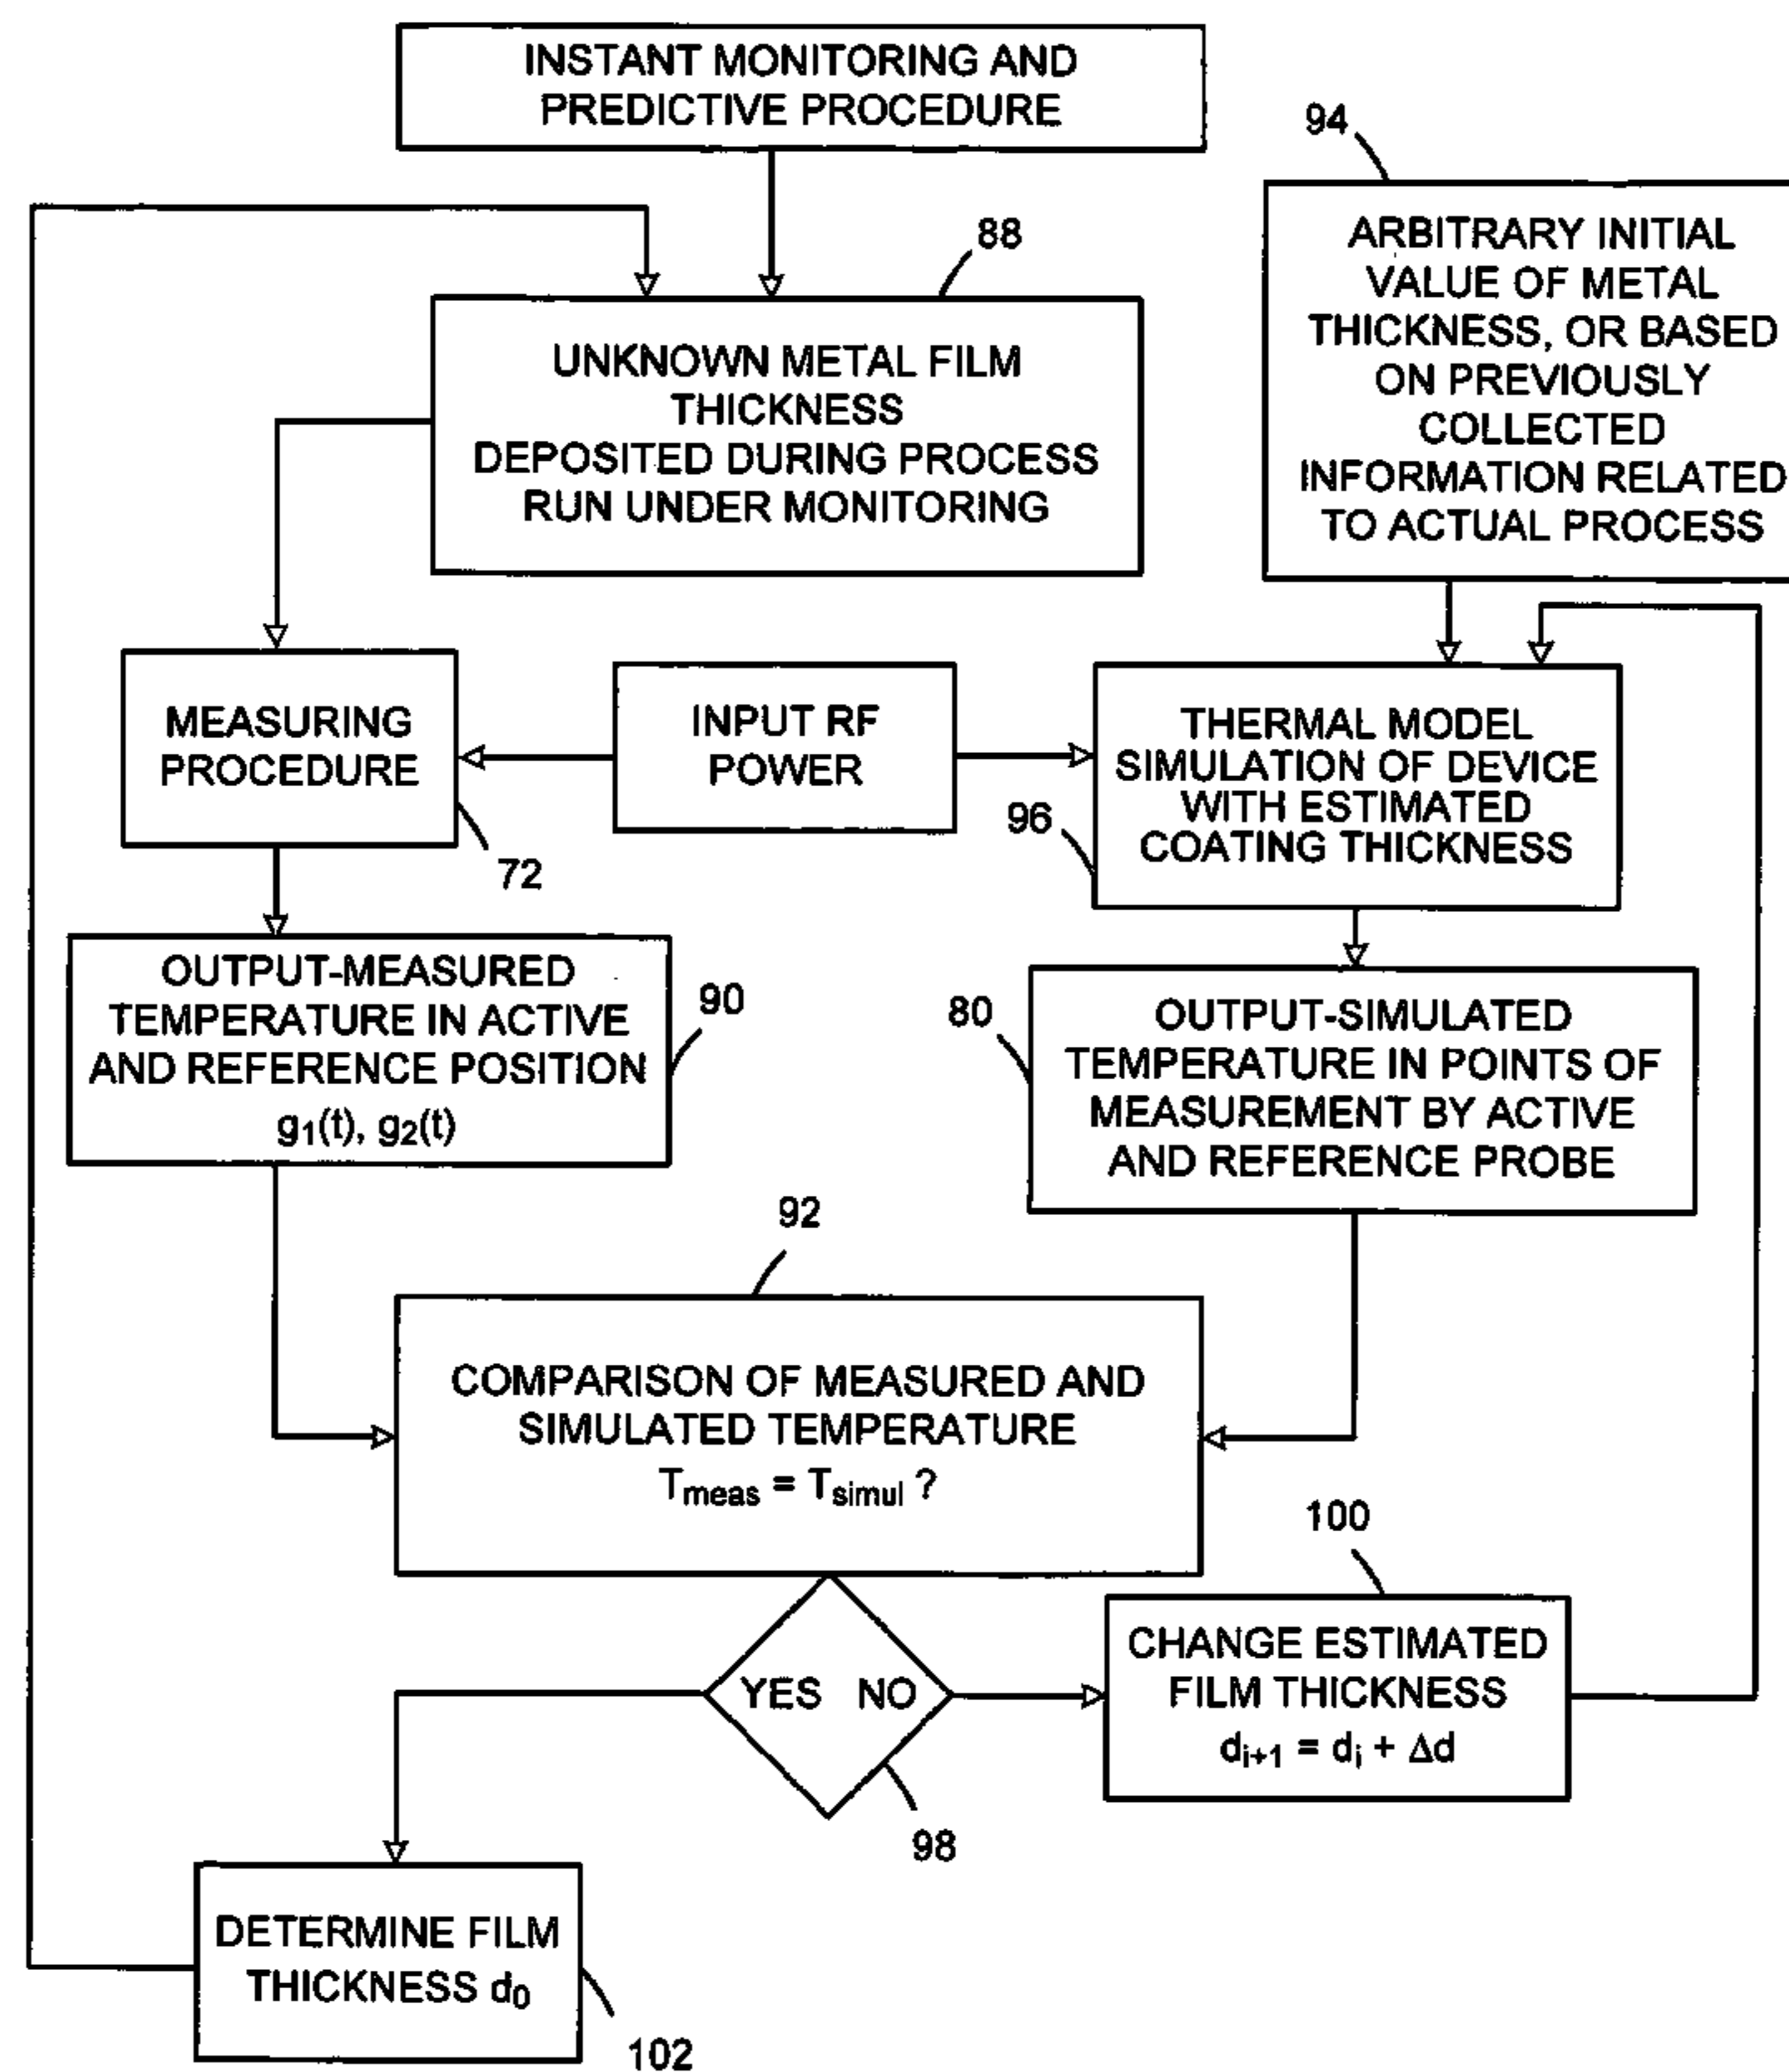 INSTANT MONITORING AND
PREDICTIVE PROCEDURE
94
ARBITRARY INITIAL
VALUE OF METAL
THICKNESS, OR BASED
ON PREVIOUSLY
COLLECTED
INFORMATION RELATED
TO ACTUAL PROCESS
88
UNKNOWN METAL FILM
THICKNESS
DEPOSITED DURING PROCESS
RUN UNDER MONITORING
MEASURING
PROCEDURE
72
INPUT RF
POWER
96
THERMAL MODEL
SIMULATION OF DEVICE
WITH ESTIMATED
COATING THICKNESS
OUTPUT-MEASURED
TEMPERATURE IN ACTIVE
AND REFERENCE POSITION
g₁(t), g₂(t)
90
80
OUTPUT-SIMULATED
TEMPERATURE IN POINTS OF
MEASUREMENT BY ACTIVE
AND REFERENCE PROBE
92
COMPARISON OF MEASURED AND
SIMULATED TEMPERATURE
Tmeas = Tsimul ?
YES NO
98
100
CHANGE ESTIMATED
FILM THICKNESS
dᵢ₊₁ = dᵢ + Δd
DETERMINE FILM
THICKNESS d₀
102